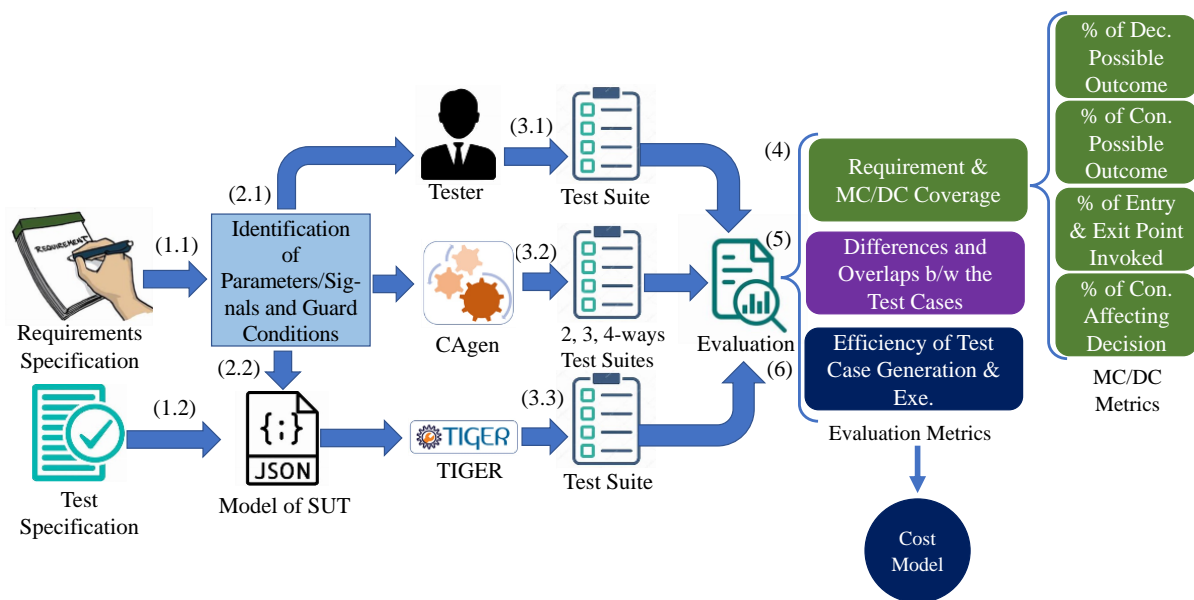 REQUIREMENT
Requirements
Specification
(1.1)
Test
Specification
(1.2)
(2.1)
Identification
of
Parameters/Sig-
nals and Guard
Conditions
(2.2)
{;}
JSON
Model of SUT
Tester
(3.1)
Test Suite
CAgen
(3.2)
2, 3, 4-ways
Test Suites
TIGER
TIGER
(3.3)
Test Suite
Evaluation
(4)
(5)
(6)
Requirement &
MC/DC Coverage
Differences and
Overlaps b/w the
Test Cases
Efficiency of Test
Case Generation &
Exe.
Evaluation Metrics
Cost
Model
% of Dec.
Possible
Outcome
% of Con.
Possible
Outcome
% of Entry
& Exit Point
Invoked
% of Con.
Affecting
Decision
MC/DC
Metrics